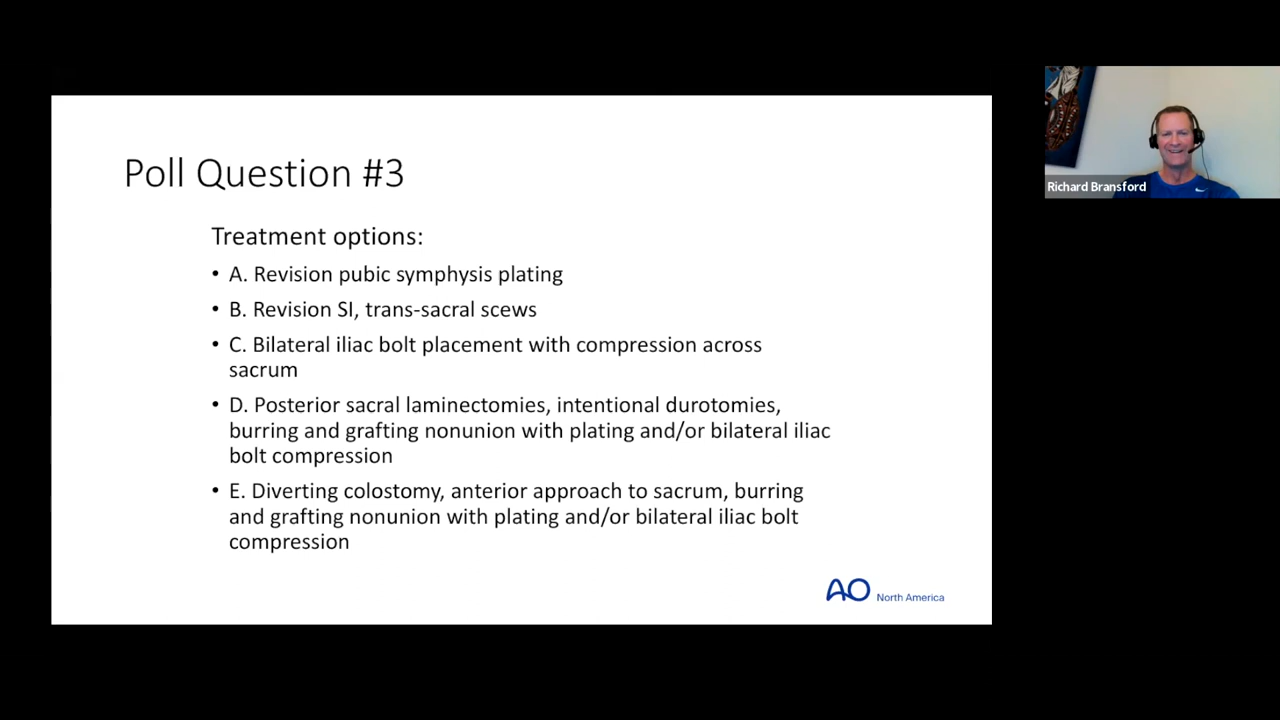 Poll Question #3
Treatment options:
• A. Revision pubic symphysis plating
• B. Revision SI, trans-sacral scews
• C. Bilateral iliac bolt placement with compression across
sacrum
• D. Posterior sacral laminectomies, intentional durotomies,
burring and grafting nonunion with plating and/or bilateral iliac
bolt compression
• E. Diverting colostomy, anterior approach to sacrum, burring
and grafting nonunion with plating and/or bilateral iliac bolt
compression
AO North America
Richard Bransford